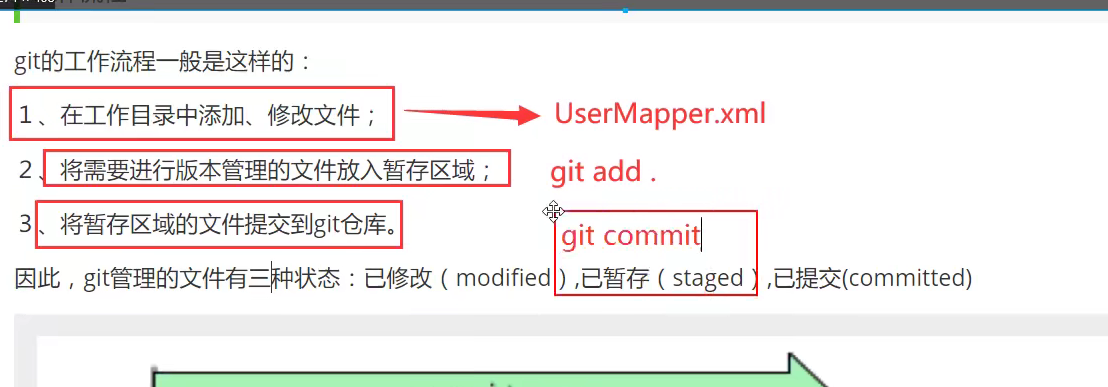 git的工作流程一般是这样的：
1、在工作目录中添加、修改文件；
UserMapper.xml
2、将需要进行版本管理的文件放入暂存区域；
git add .
3、将暂存区域的文件提交到git仓库。
git commit
因此，git管理的文件有三种状态：已修改（modified）,已暂存（staged）,已提交(committed)